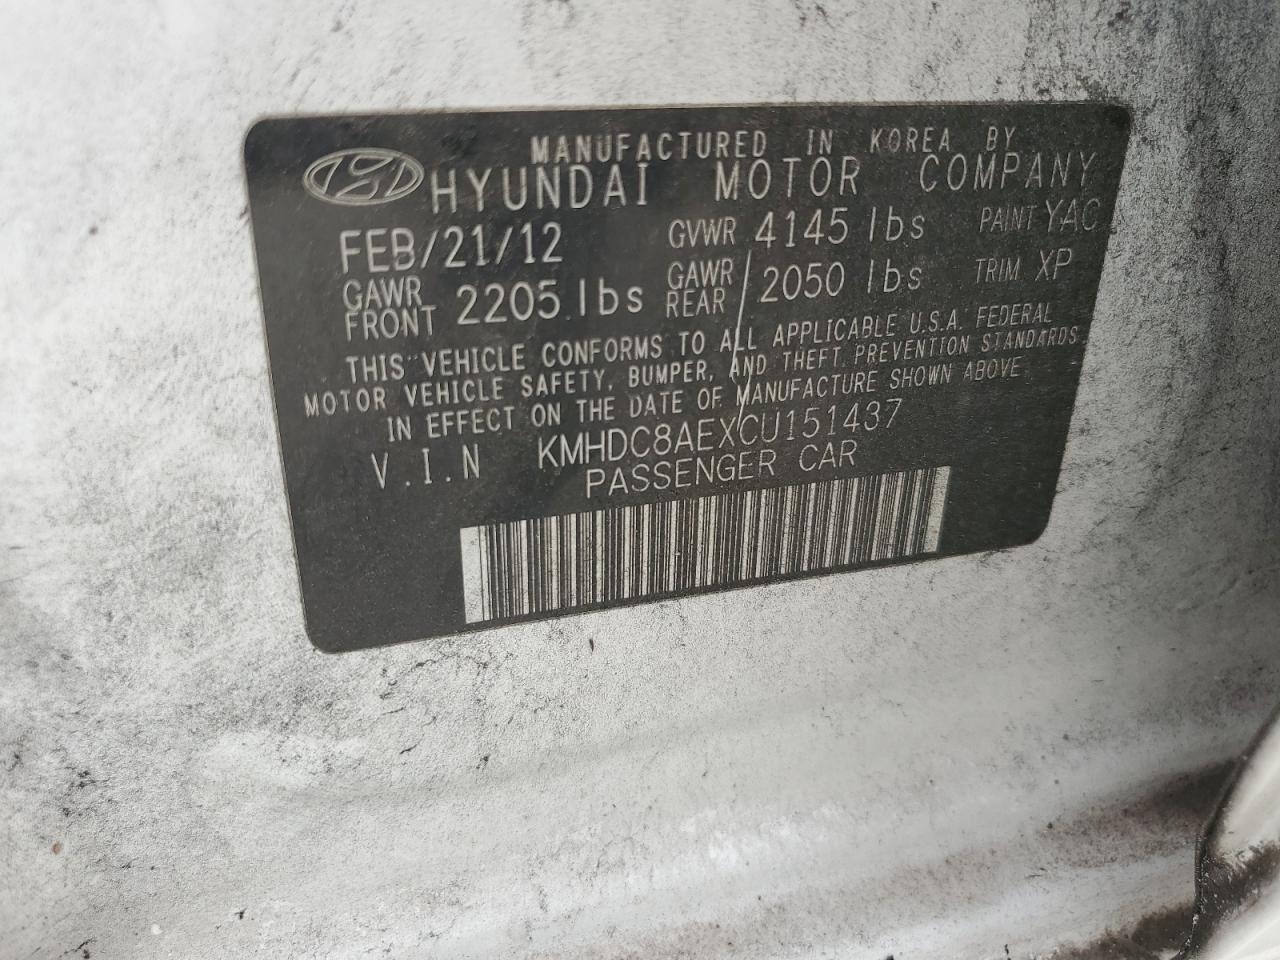 MANUFACTURED IN KOREA BY
HYUNDAI MOTOR COMPANY
FEB/21/12 GVWR 4145 lbs PAINT YAC
GAWR FRONT 2205 lbs GAWR REAR 2050 lbs TRIM XP
THIS VEHICLE CONFORMS TO ALL APPLICABLE U.S.A. FEDERAL
MOTOR VEHICLE SAFETY, BUMPER, AND THEFT PREVENTION STANDARDS
IN EFFECT ON THE DATE OF MANUFACTURE SHOWN ABOVE
V.I.N KMHDC8AEXCU151437
PASSENGER CAR